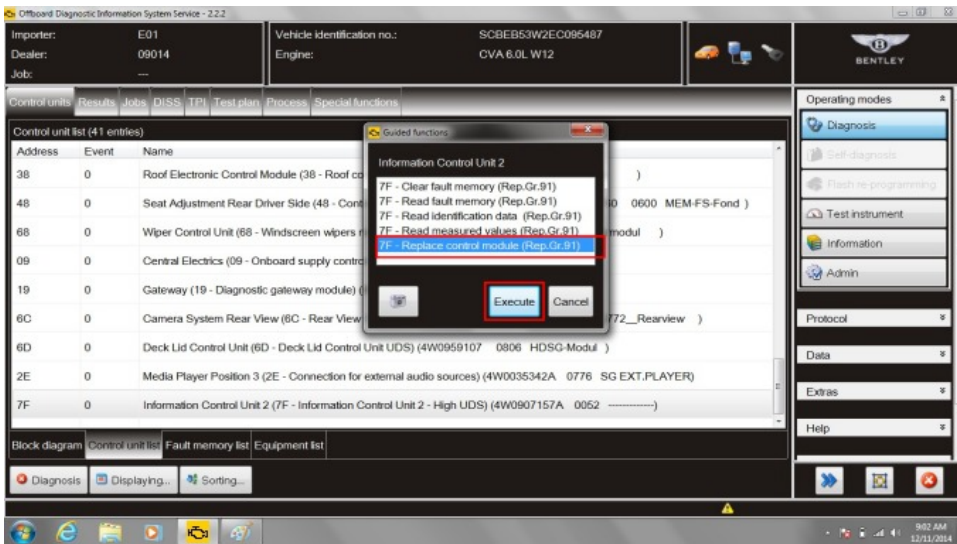 Offboard Diagnostic Information System Service - 2.2.2
Importer: E01
Dealer: 09014
Job: ---
Vehicle identification no.: SCBEB53W2EC095487
Engine: CVA 6.0L W12
BENTLEY
Control units Results Jobs DISS TPI Test plan Process Special functions
Control unit list (41 entries)
Address Event Name
38 0 Roof Electronic Control Module (38 - Roof co )
48 0 Seat Adjustment Rear Driver Side (48 - Cont 0600 MEM-FS-Fond )
68 0 Wiper Control Unit (68 - Windscreen wipers modul )
09 0 Central Electrics (09 - Onboard supply contro
19 0 Gateway (19 - Diagnostic gateway module)
6C 0 Camera System Rear View (6C - Rear View 772__Rearview )
6D 0 Deck Lid Control Unit (6D - Deck Lid Control Unit UDS) (4W0959107 0806 HDSG-Modul )
2E 0 Media Player Position 3 (2E - Connection for external audio sources) (4W0035342A 0776 SG EXT.PLAYER)
7F 0 Information Control Unit 2 (7F - Information Control Unit 2 - High UDS) (4W0907157A 0052 -------------)
Block diagram Control unit list Fault memory list Equipment list
Diagnosis Displaying... Sorting...
Guided functions
Information Control Unit 2
7F - Clear fault memory (Rep.Gr.91)
7F - Read fault memory (Rep.Gr.91)
7F - Read identification data (Rep.Gr.91)
7F - Read measured values (Rep.Gr.91)
7F - Replace control module (Rep.Gr.91)
Execute Cancel
Operating modes
Diagnosis
Self-diagnosis
Flash re-programming
Test instrument
Information
Admin
Protocol
Data
Extras
Help
9:02 AM
12/11/2014